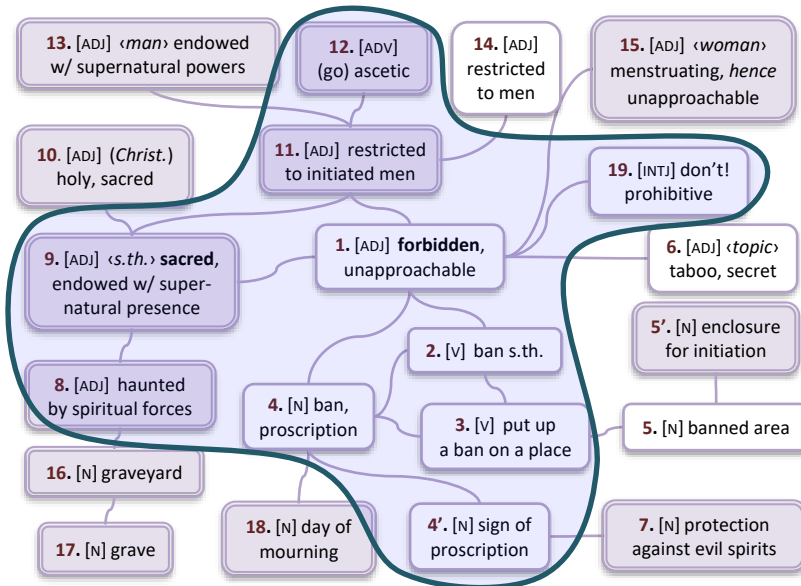 13. [ADJ] ‹man› endowed
w/ supernatural powers
12. [ADV]
(go) ascetic
14. [ADJ]
restricted
to men
15. [ADJ] ‹woman›
menstruating, hence
unapproachable
10. [ADJ] (Christ.)
holy, sacred
11. [ADJ] restricted
to initiated men
19. [INTJ] don’t!
prohibitive
9. [ADJ] ‹s.th.› sacred,
endowed w/ super-
natural presence
1. [ADJ] forbidden,
unapproachable
6. [ADJ] ‹topic›
taboo, secret
5’. [N] enclosure
for initiation
2. [V] ban s.th.
8. [ADJ] haunted
by spiritual forces
4. [N] ban,
proscription
3. [V] put up
a ban on a place
5. [N] banned area
16. [N] graveyard
17. [N] grave
18. [N] day of
mourning
4’. [N] sign of
proscription
7. [N] protection
against evil spirits